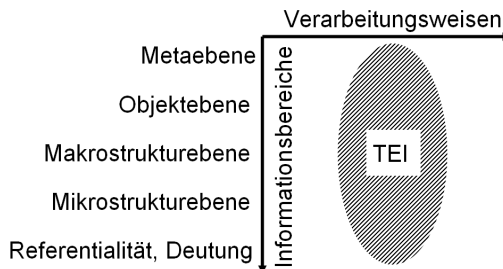 Verarbeitungsweisen
Metaebene
Objektebene
Makrostrukturebene
Mikrostrukturebene
Referentialität, Deutung
Informationsbereiche
TEI